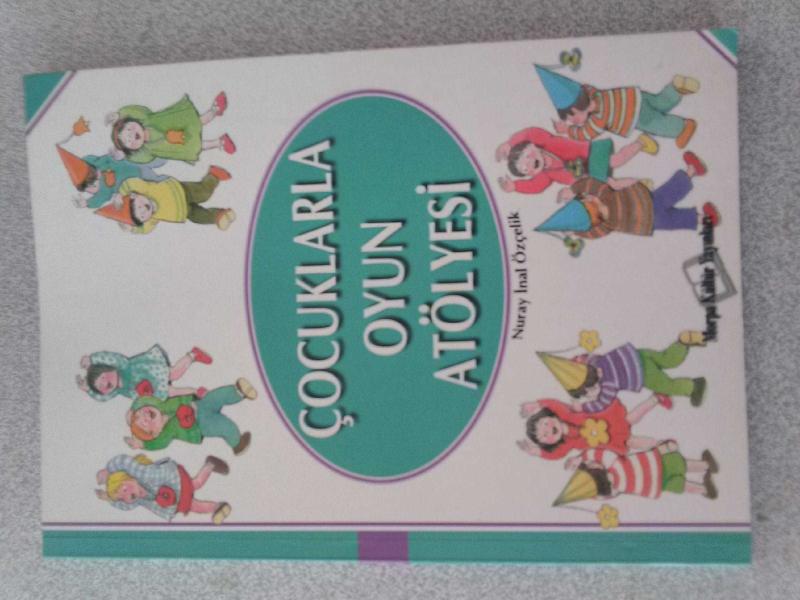 ÇOCUKLARLA
OYUN
ATÖLYESİ
Nuray İnal Özçelik
Morpa Kültür Yayınları